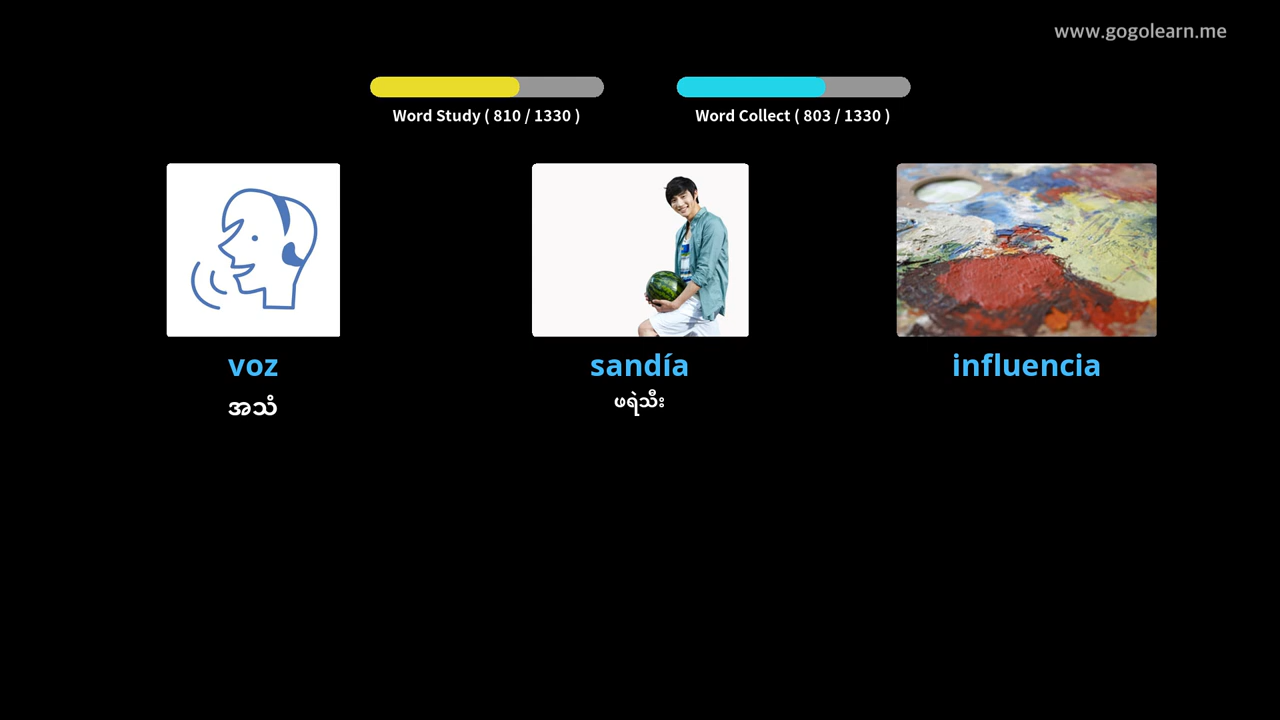 www.gogolearn.me
Word Study ( 810 / 1330 )
Word Collect ( 803 / 1330 )
voz
sandía
influencia
အသံ
ဖရဲသီး